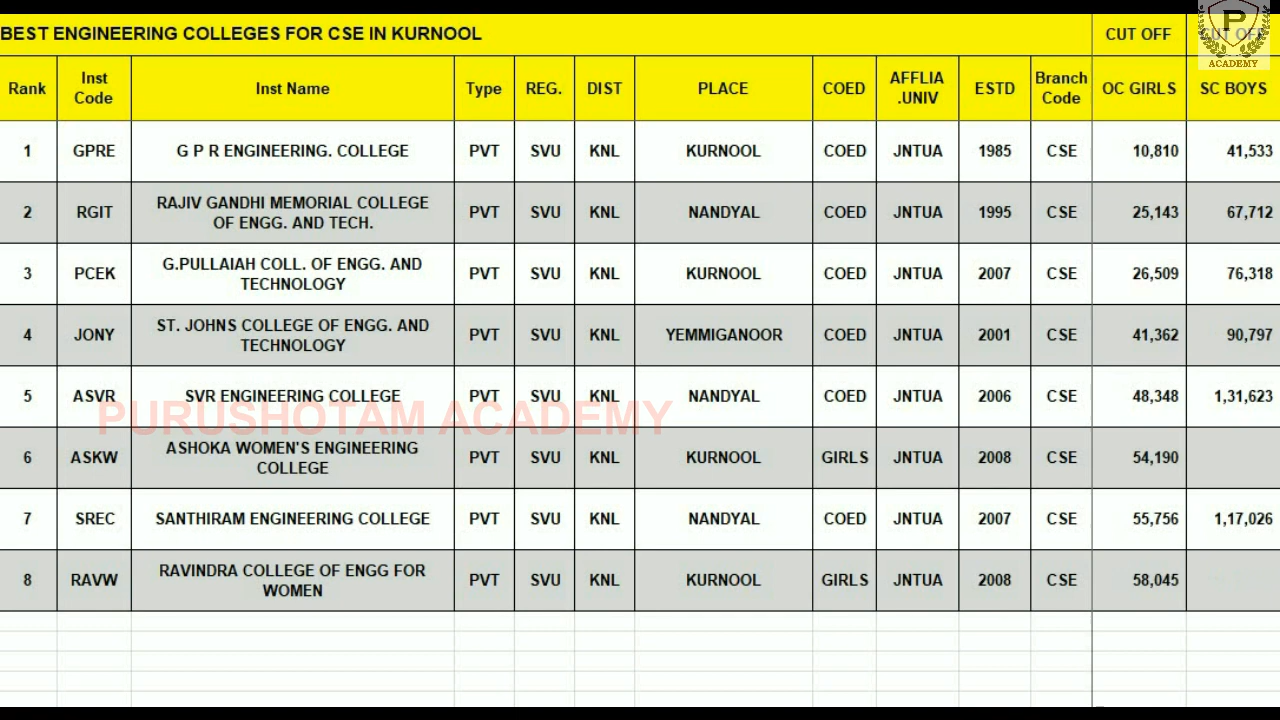 BEST ENGINEERING COLLEGES FOR CSE IN KURNOOL CUT OFF CUT OFF
P
ACADEMY
Rank Inst Code Inst Name Type REG. DIST PLACE COED AFFLIA .UNIV ESTD Branch Code OC GIRLS SC BOYS
1 GPRE G P R ENGINEERING. COLLEGE PVT SVU KNL KURNOOL COED JNTUA 1985 CSE 10,810 41,533
2 RGIT RAJIV GANDHI MEMORIAL COLLEGE OF ENGG. AND TECH. PVT SVU KNL NANDYAL COED JNTUA 1995 CSE 25,143 67,712
3 PCEK G.PULLAIAH COLL. OF ENGG. AND TECHNOLOGY PVT SVU KNL KURNOOL COED JNTUA 2007 CSE 26,509 76,318
4 JONY ST. JOHNS COLLEGE OF ENGG. AND TECHNOLOGY PVT SVU KNL YEMMIGANOOR COED JNTUA 2001 CSE 41,362 90,797
5 ASVR SVR ENGINEERING COLLEGE PVT SVU KNL NANDYAL COED JNTUA 2006 CSE 48,348 1,31,623
PURUSHOTAM ACADEMY
6 ASKW ASHOKA WOMEN'S ENGINEERING COLLEGE PVT SVU KNL KURNOOL GIRLS JNTUA 2008 CSE 54,190
7 SREC SANTHIRAM ENGINEERING COLLEGE PVT SVU KNL NANDYAL COED JNTUA 2007 CSE 55,756 1,17,026
8 RAVW RAVINDRA COLLEGE OF ENGG FOR WOMEN PVT SVU KNL KURNOOL GIRLS JNTUA 2008 CSE 58,045